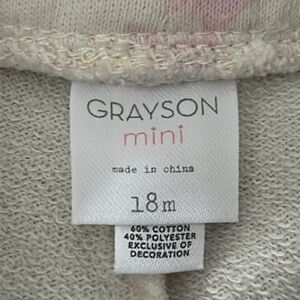 GRAYSON
mini
made in china
18m
60% COTTON
40% POLYESTER
EXCLUSIVE OF
DECORATION